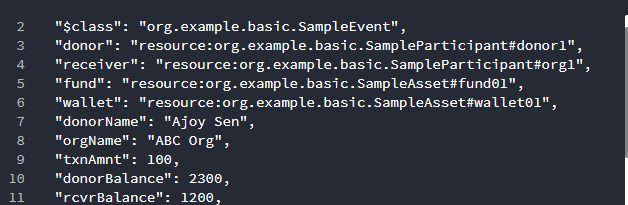 2 "$class": "org.example.basic.SampleEvent",
3 "donor": "resource:org.example.basic.SampleParticipant#donor1",
4 "receiver": "resource:org.example.basic.SampleParticipant#org1",
5 "fund": "resource:org.example.basic.SampleAsset#fund01",
6 "wallet": "resource:org.example.basic.SampleAsset#wallet01",
7 "donorName": "Ajoy Sen",
8 "orgName": "ABC Org",
9 "txnAmnt": 100,
10 "donorBalance": 2300,
11 "rcvrBalance": 1200,